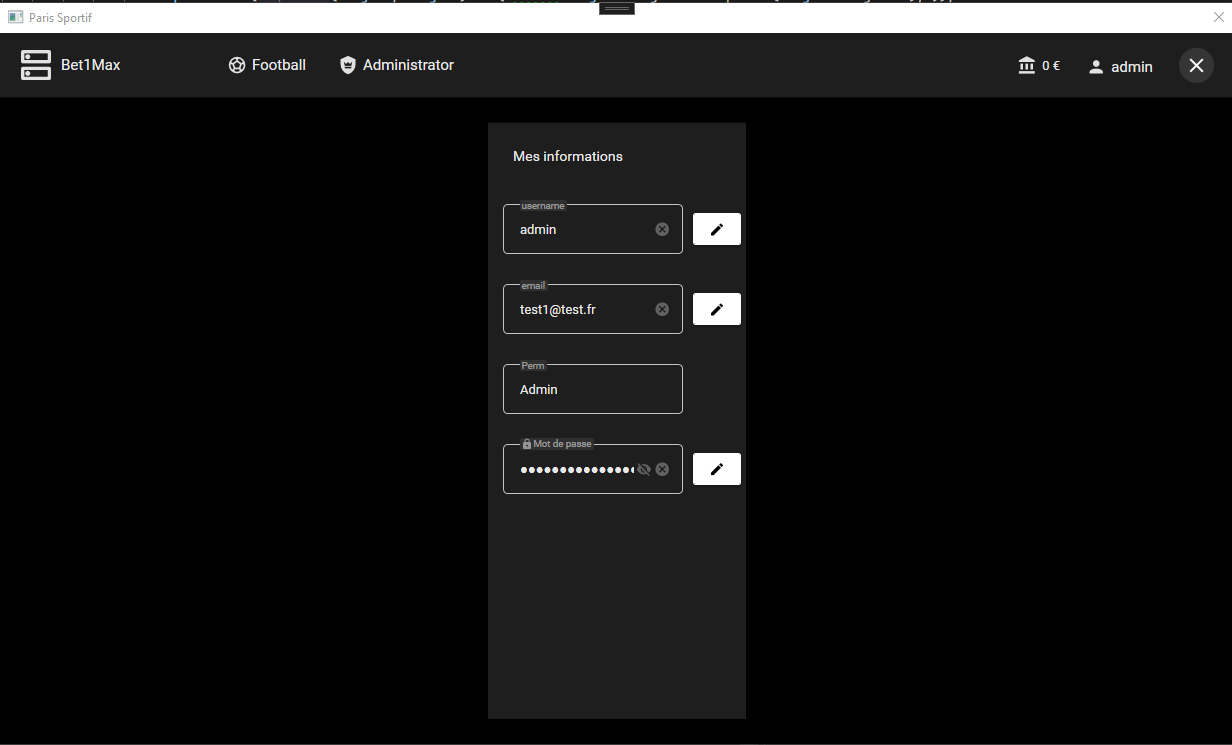 Paris Sportif
Bet1Max
Football
Administrator
0 €
admin
Mes informations
username
admin
email
test1@test.fr
Perm
Admin
Mot de passe